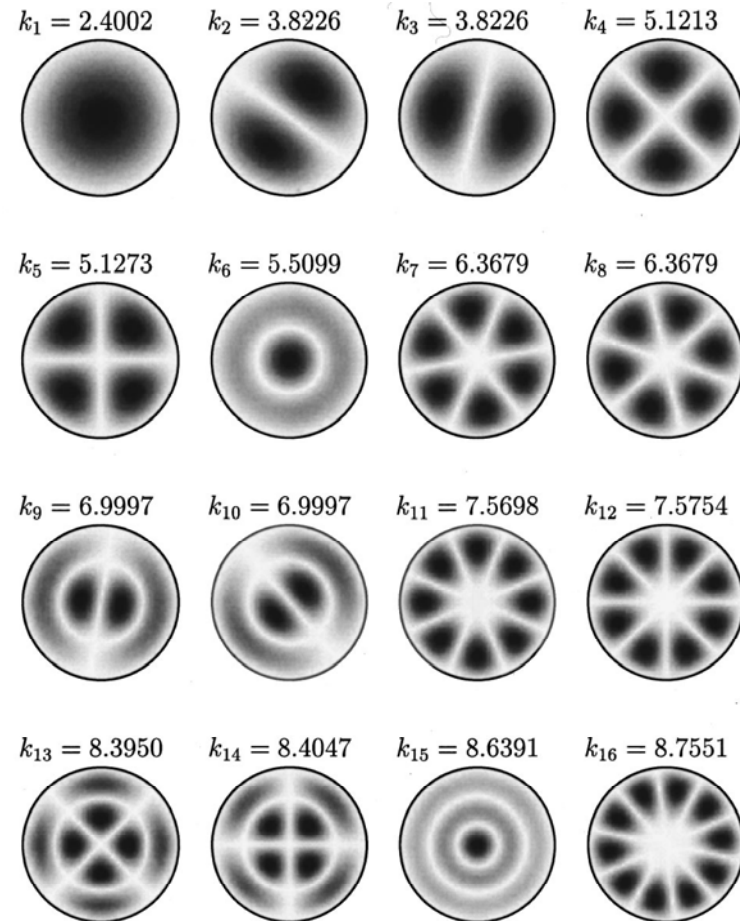 k₁ = 2.4002 k₂ = 3.8226 k₃ = 3.8226 k₄ = 5.1213
k₅ = 5.1273 k₆ = 5.5099 k₇ = 6.3679 k₈ = 6.3679
k₉ = 6.9997 k₁₀ = 6.9997 k₁₁ = 7.5698 k₁₂ = 7.5754
k₁₃ = 8.3950 k₁₄ = 8.4047 k₁₅ = 8.6391 k₁₆ = 8.7551